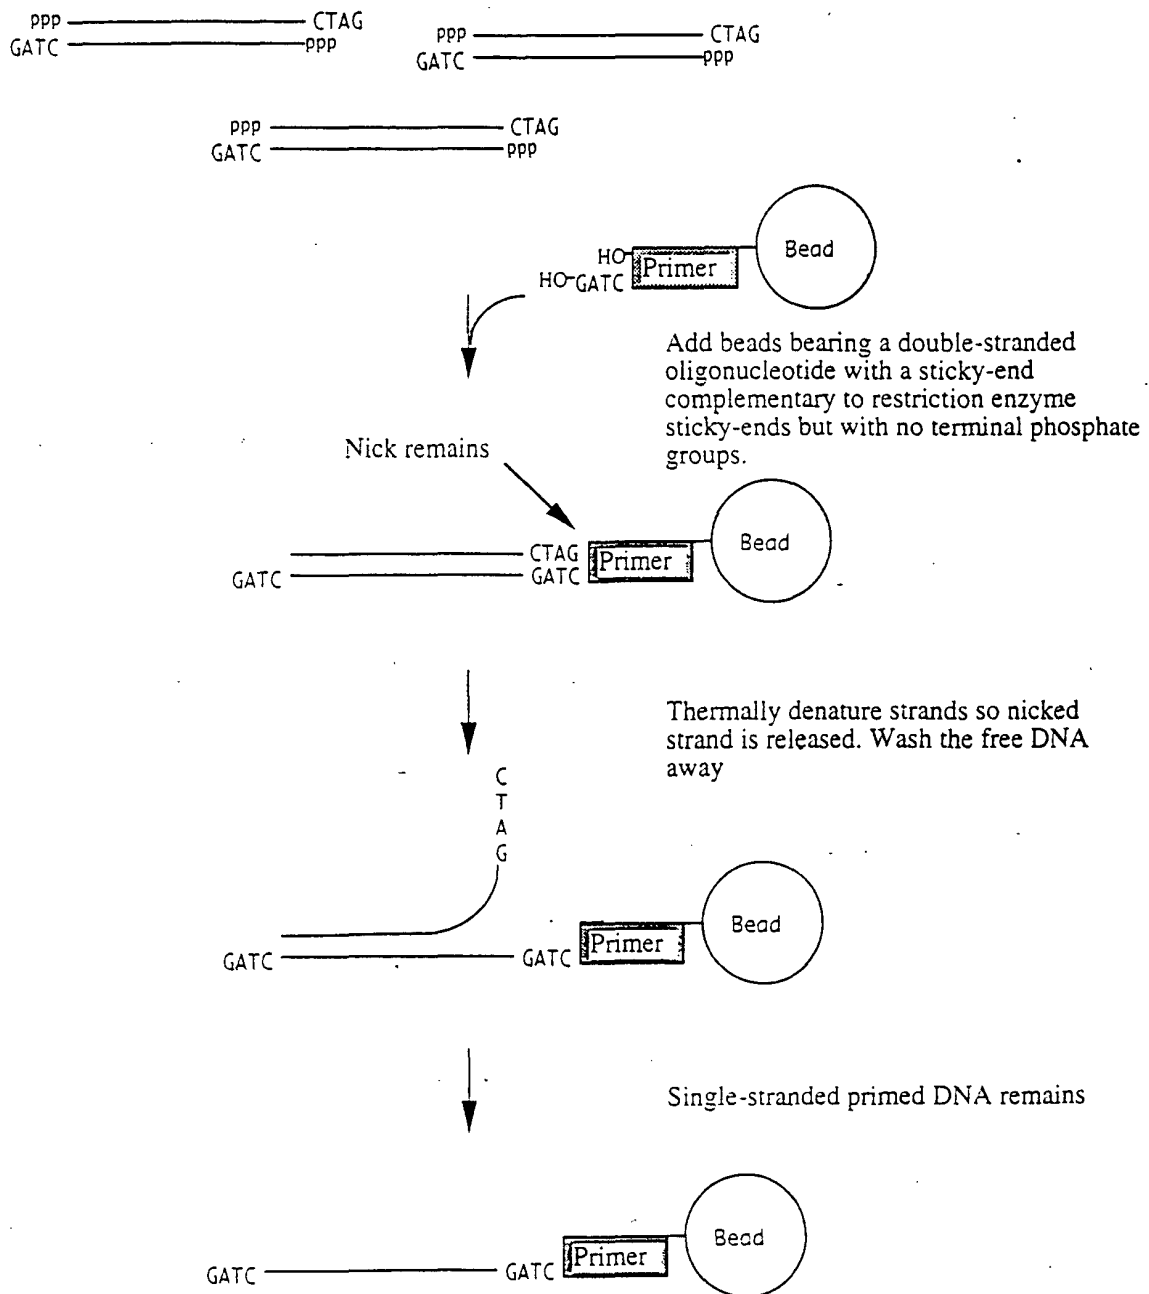 ppp CTAG
GATC ppp
ppp CTAG
GATC ppp
ppp CTAG
GATC ppp
HO Primer Bead
HO-GATC
Add beads bearing a double-stranded
oligonucleotide with a sticky-end
complementary to restriction enzyme
sticky-ends but with no terminal phosphate
groups.
Nick remains
CTAG Primer Bead
GATC GATC
Thermally denature strands so nicked
strand is released. Wash the free DNA
away
C
T
A
G
GATC GATC Primer Bead
Single-stranded primed DNA remains
GATC GATC Primer Bead